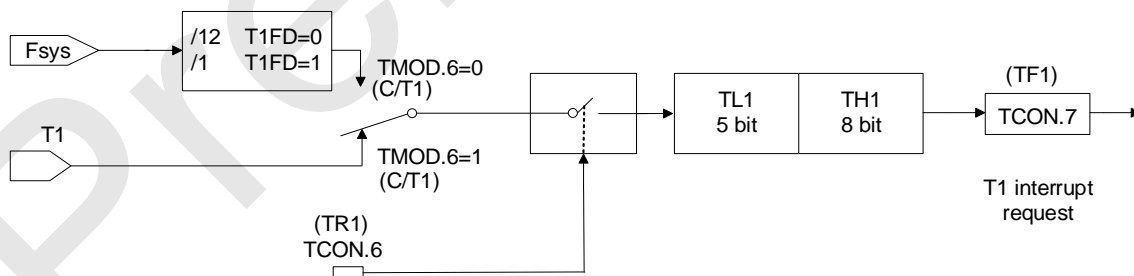 Fsys
/12 T1FD=0
/1 T1FD=1
TMOD.6=0
(C/T1)
T1
TMOD.6=1
(C/T1)
(TR1)
TCON.6
TL1
5 bit
TH1
8 bit
(TF1)
TCON.7
T1 interrupt
request
Pre